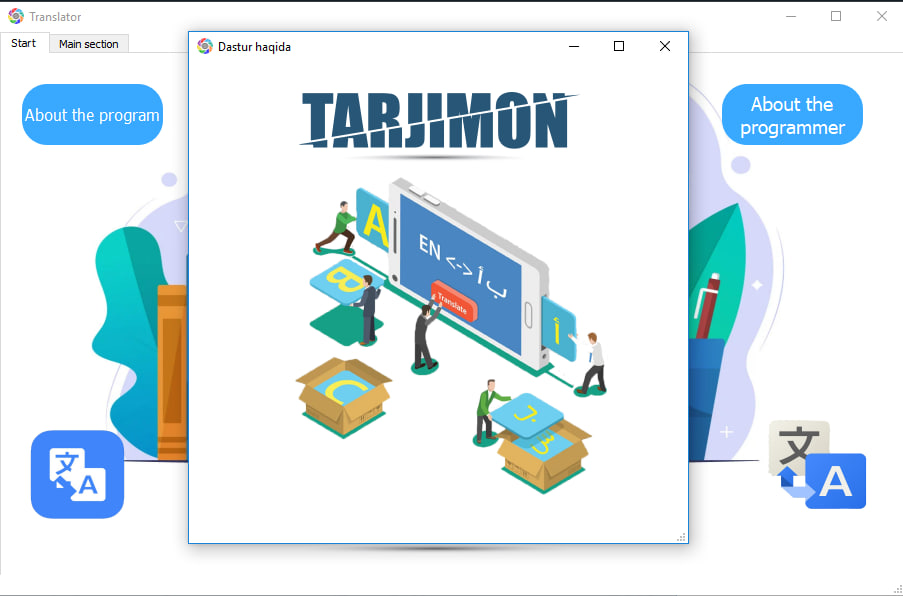 Translator
Start
Main section
About the program
About the
programmer
Dastur haqida
TARJIMON
A
EN <-> أ ب
Translate
B
أ
C
ل
س
文
A
文
A